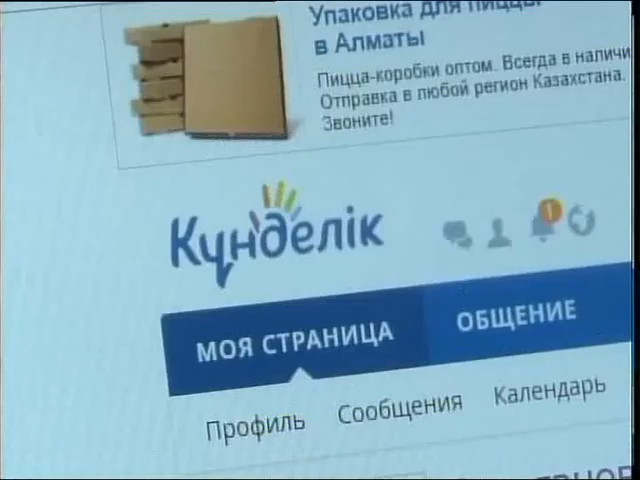 Упаковка для пиццы
в Алматы
Пицца-коробки оптом. Всегда в наличи
Отправка в любой регион Казахстана.
Звоните!
Күнделік
1
МОЯ СТРАНИЦА
ОБЩЕНИЕ
Профиль
Сообщения
Календарь